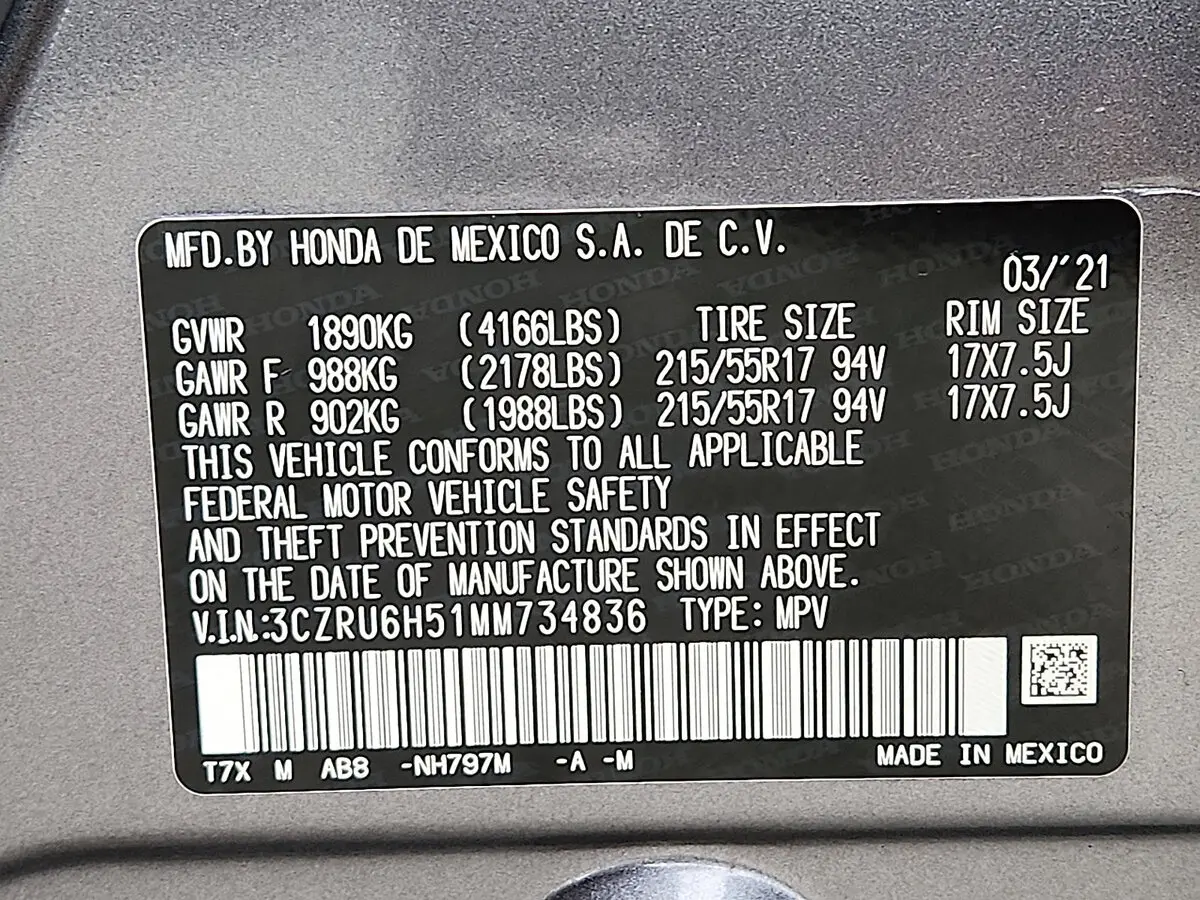 MFD.BY HONDA DE MEXICO S.A. DE C.V.
03/'21
GVWR 1890KG (4166LBS) TIRE SIZE RIM SIZE
GAWR F 988KG (2178LBS) 215/55R17 94V 17X7.5J
GAWR R 902KG (1988LBS) 215/55R17 94V 17X7.5J
THIS VEHICLE CONFORMS TO ALL APPLICABLE
FEDERAL MOTOR VEHICLE SAFETY
AND THEFT PREVENTION STANDARDS IN EFFECT
ON THE DATE OF MANUFACTURE SHOWN ABOVE.
V.I.N.:3CZRU6H51MM734836 TYPE: MPV
T7X M AB8 -NH797M -A -M MADE IN MEXICO